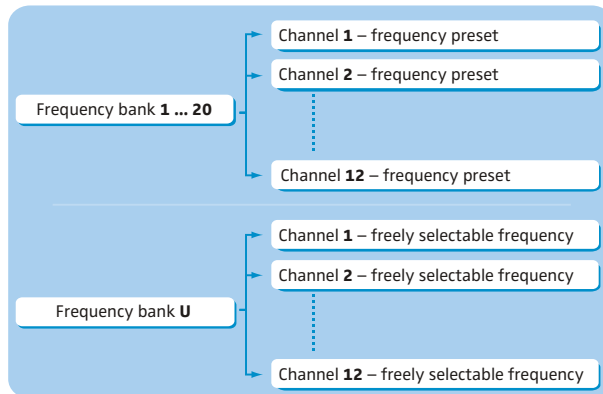 Channel 1 – frequency preset
Channel 2 – frequency preset
Frequency bank 1 ... 20
Channel 12 – frequency preset
Channel 1 – freely selectable frequency
Channel 2 – freely selectable frequency
Frequency bank U
Channel 12 – freely selectable frequency